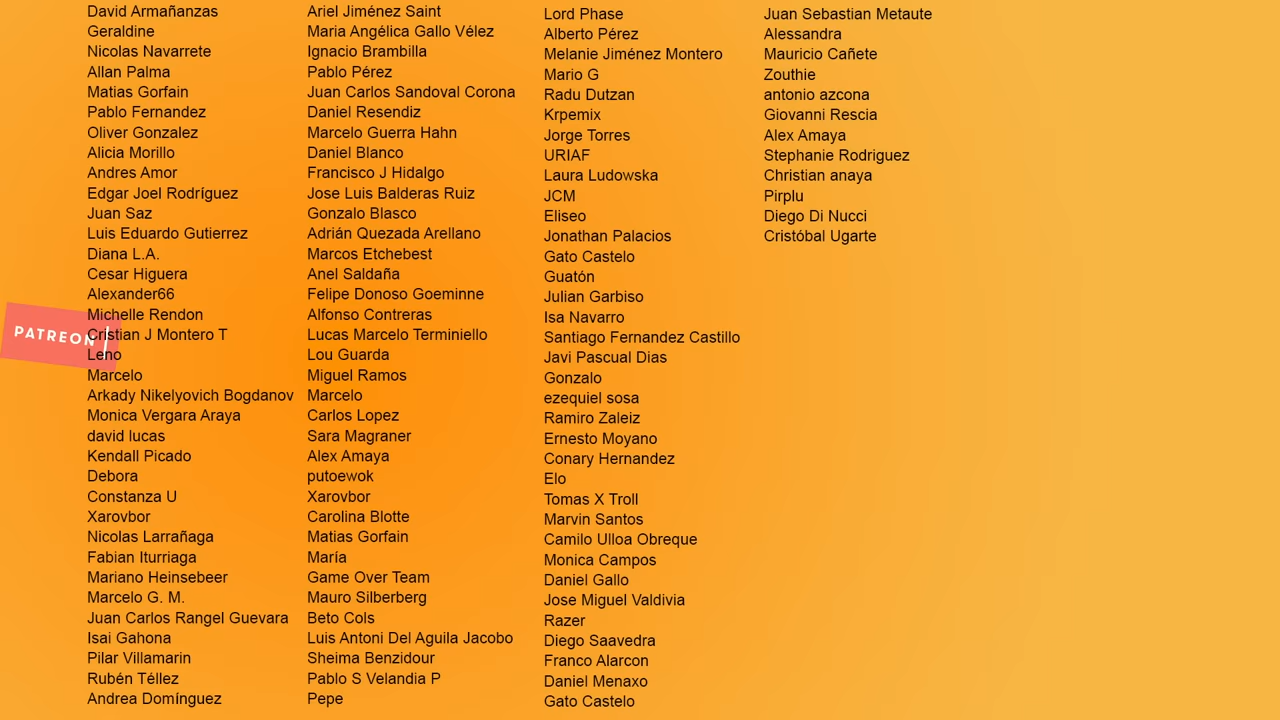 David Armañanzas
Geraldine
Nicolas Navarrete
Allan Palma
Matias Gorfain
Pablo Fernandez
Oliver Gonzalez
Alicia Morillo
Andres Amor
Edgar Joel Rodríguez
Juan Saz
Luis Eduardo Gutierrez
Diana L.A.
Cesar Higuera
Alexander66
Michelle Rendon
PATREON
Cristian J Montero T
Leno
Marcelo
Arkady Nikelyovich Bogdanov
Monica Vergara Araya
david lucas
Kendall Picado
Debora
Constanza U
Xarovbor
Nicolas Larrañaga
Fabian Iturriaga
Mariano Heinsebeer
Marcelo G. M.
Juan Carlos Rangel Guevara
Isai Gahona
Pilar Villamarin
Rubén Téllez
Andrea Domínguez
Ariel Jiménez Saint
Maria Angélica Gallo Vélez
Ignacio Brambilla
Pablo Pérez
Juan Carlos Sandoval Corona
Daniel Resendiz
Marcelo Guerra Hahn
Daniel Blanco
Francisco J Hidalgo
Jose Luis Balderas Ruiz
Gonzalo Blasco
Adrián Quezada Arellano
Marcos Etchebest
Anel Saldaña
Felipe Donoso Goeminne
Alfonso Contreras
Lucas Marcelo Terminiello
Lou Guarda
Miguel Ramos
Marcelo
Carlos Lopez
Sara Magraner
Alex Amaya
putoewok
Xarovbor
Carolina Blotte
Matias Gorfain
María
Game Over Team
Mauro Silberberg
Beto Cols
Luis Antoni Del Aguila Jacobo
Sheima Benzidour
Pablo S Velandia P
Pepe
Lord Phase
Alberto Pérez
Melanie Jiménez Montero
Mario G
Radu Dutzan
Krpemix
Jorge Torres
URIAF
Laura Ludowska
JCM
Eliseo
Jonathan Palacios
Gato Castelo
Guatón
Julian Garbiso
Isa Navarro
Santiago Fernandez Castillo
Javi Pascual Dias
Gonzalo
ezequiel sosa
Ramiro Zaleiz
Ernesto Moyano
Conary Hernandez
Elo
Tomas X Troll
Marvin Santos
Camilo Ulloa Obreque
Monica Campos
Daniel Gallo
Jose Miguel Valdivia
Razer
Diego Saavedra
Franco Alarcon
Daniel Menaxo
Gato Castelo
Juan Sebastian Metaute
Alessandra
Mauricio Cañete
Zouthie
antonio azcona
Giovanni Rescia
Alex Amaya
Stephanie Rodriguez
Christian anaya
Pirplu
Diego Di Nucci
Cristóbal Ugarte